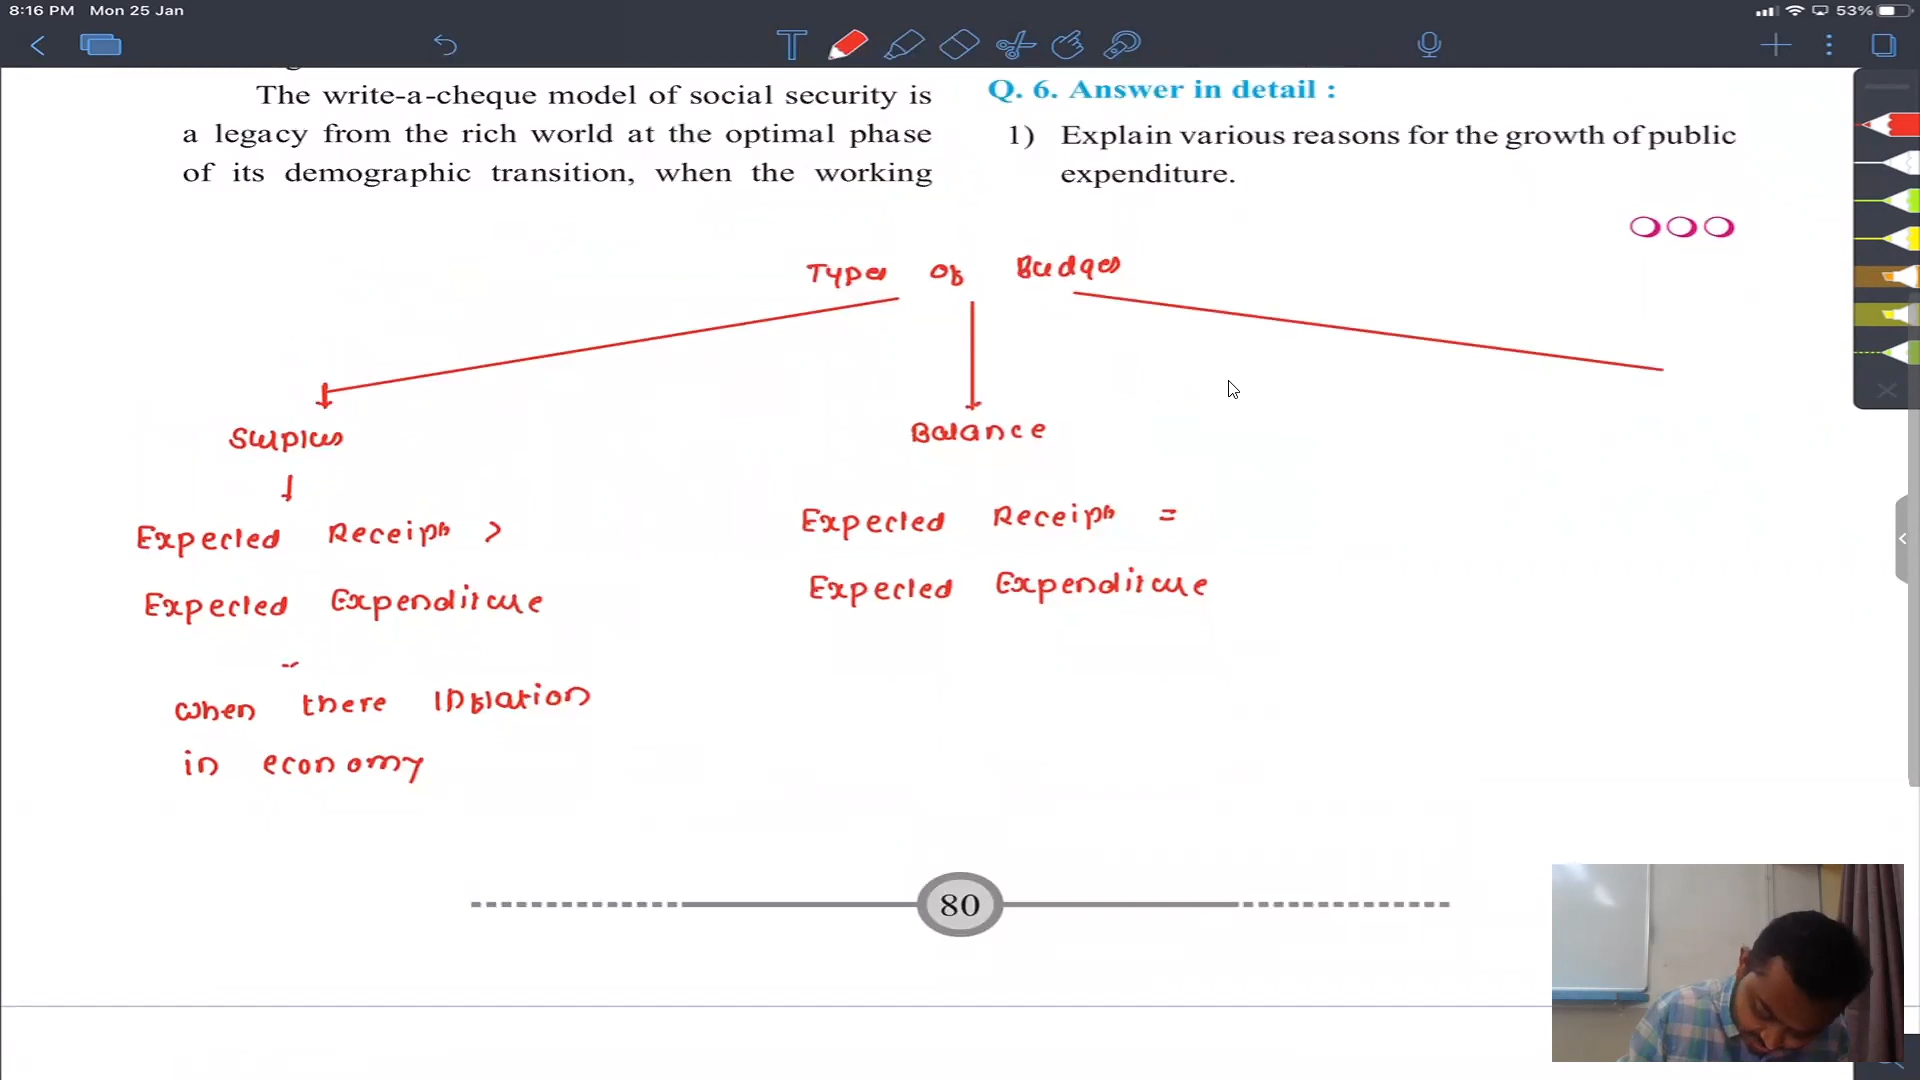 8:16 PM Mon 25 Jan
53%
The write-a-cheque model of social security is
a legacy from the rich world at the optimal phase
of its demographic transition, when the working
Q. 6. Answer in detail :
1) Explain various reasons for the growth of public
expenditure.
Types of Budges
Surplus
Balance
Expected Receipts >
Expected Expenditure
Expected Receipts =
Expected Expenditure
when there Inflation
in economy
80